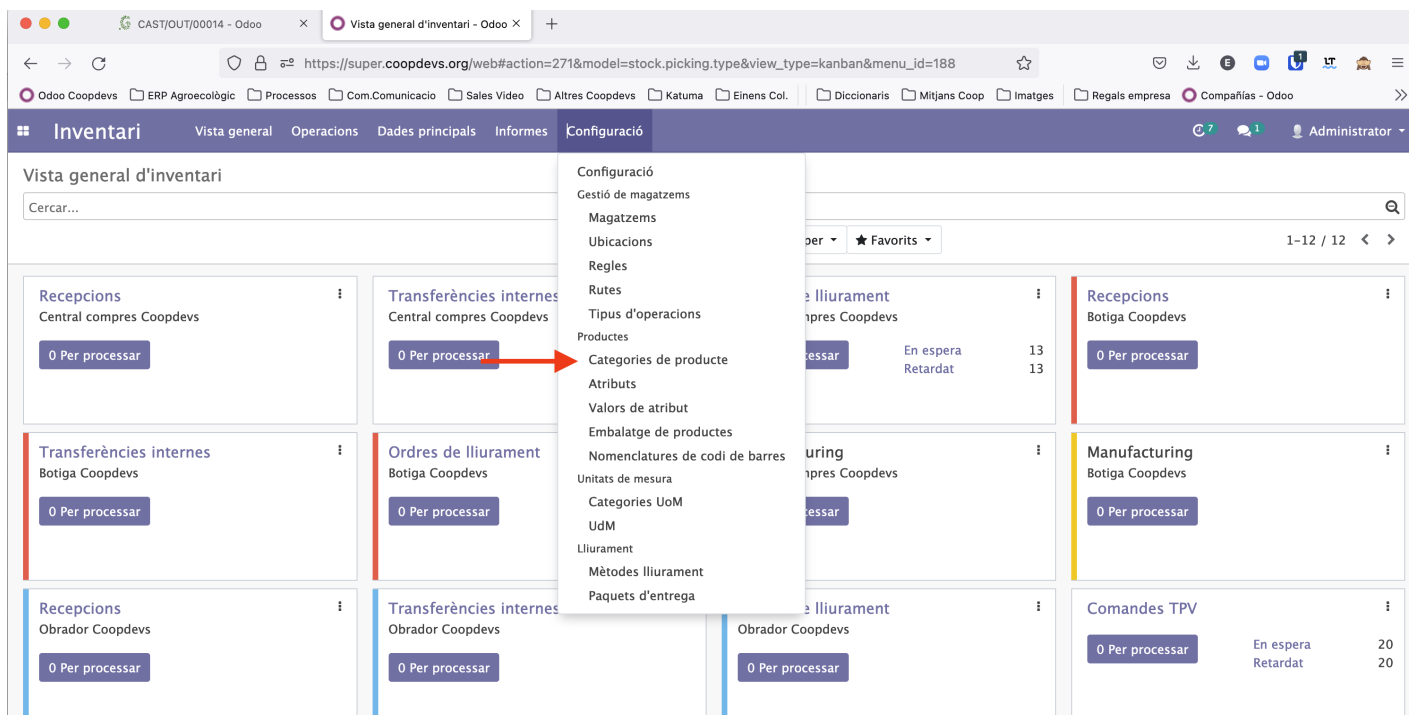 CAST/OUT/00014 - Odoo
Vista general d'inventari - Odoo
https://super.coopdevs.org/web#action=271&model=stock.picking.type&view_type=kanban&menu_id=188
Odoo Coopdevs ERP Agroecològic Processos Com.Comunicacio Sales Video Altres Coopdevs Katuma Einens Col. Diccionaris Mitjans Coop Imatges Regals empresa Compañías - Odoo
Inventari Vista general Operacions Dades principals Informes Configuració 7 1 Administrator
Vista general d'inventari
Cercar...
per Favorits 1-12 / 12
Configuració
Gestió de magatzems
Magatzems
Ubicacions
Regles
Rutes
Tipus d'operacions
Productes
Categories de producte
Atributs
Valors de atribut
Embalatge de productes
Nomenclatures de codi de barres
Unitats de mesura
Categories UoM
UdM
Lliurament
Mètodes lliurament
Paquets d'entrega
Recepcions
Central compres Coopdevs
0 Per processar
Transferències internes
Central compres Coopdevs
0 Per processar
lliurament
pres Coopdevs
essar
En espera 13
Retardat 13
Recepcions
Botiga Coopdevs
0 Per processar
Transferències internes
Botiga Coopdevs
0 Per processar
Ordres de lliurament
Botiga Coopdevs
0 Per processar
uring
pres Coopdevs
essar
Manufacturing
Botiga Coopdevs
0 Per processar
Recepcions
Obrador Coopdevs
0 Per processar
Transferències internes
Obrador Coopdevs
0 Per processar
lliurament
Obrador Coopdevs
0 Per processar
Comandes TPV
0 Per processar
En espera 20
Retardat 20